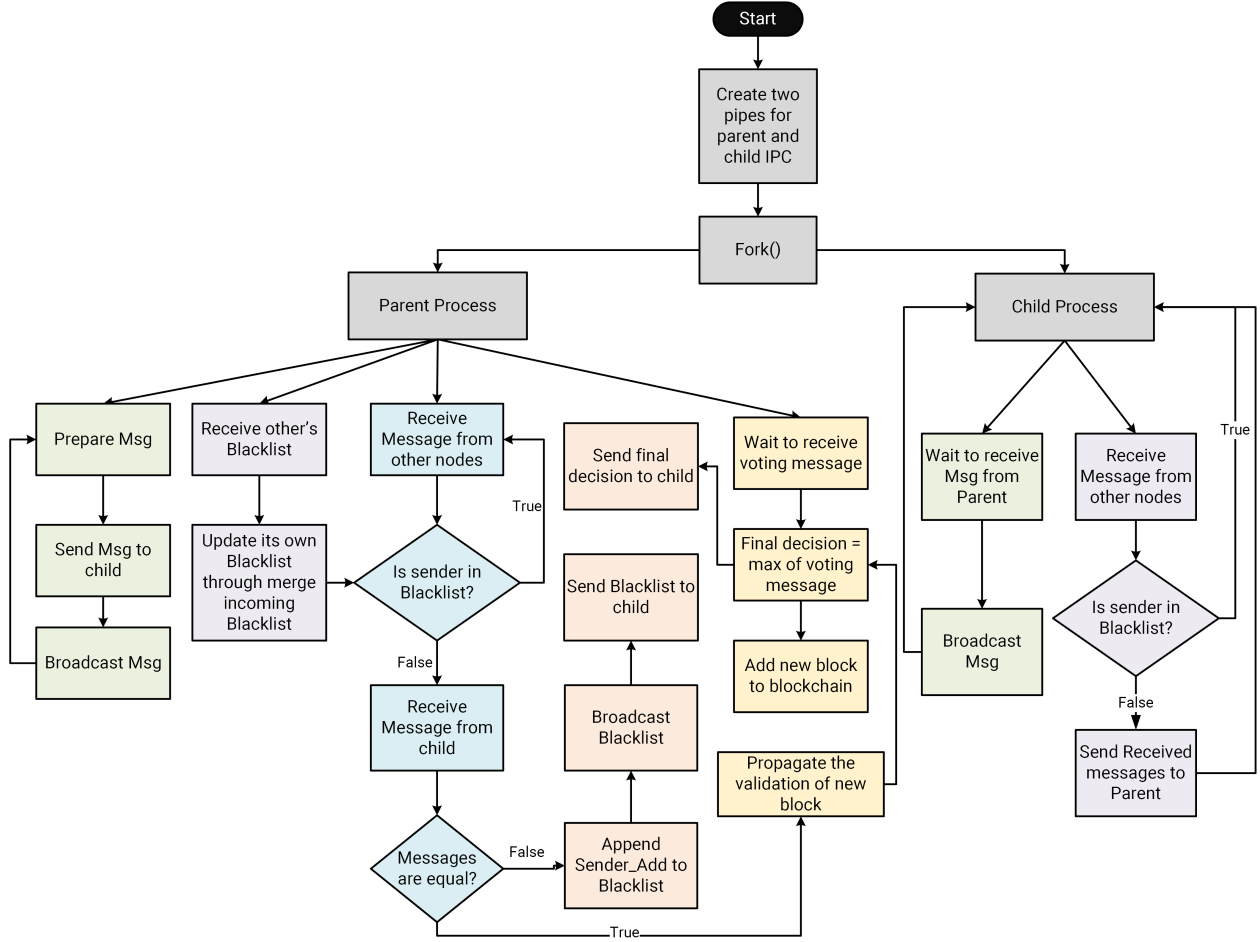 Start
Create two
pipes for
parent and
child IPC
Fork()
Parent Process
Child Process
Prepare Msg
Send Msg to
child
Broadcast Msg
Receive other’s
Blacklist
Update its own
Blacklist
through merge
incoming
Blacklist
Receive
Message from
other nodes
True
Is sender in
Blacklist?
False
Receive
Message from
child
Messages
are equal?
False
True
Append
Sender_Add to
Blacklist
Broadcast
Blacklist
Send Blacklist to
child
Send final
decision to child
Wait to receive
voting message
Final decision =
max of voting
message
Add new block
to blockchain
Propagate the
validation of new
block
Wait to receive
Msg from
Parent
Broadcast
Msg
Receive
Message from
other nodes
True
Is sender in
Blacklist?
False
Send Received
messages to
Parent